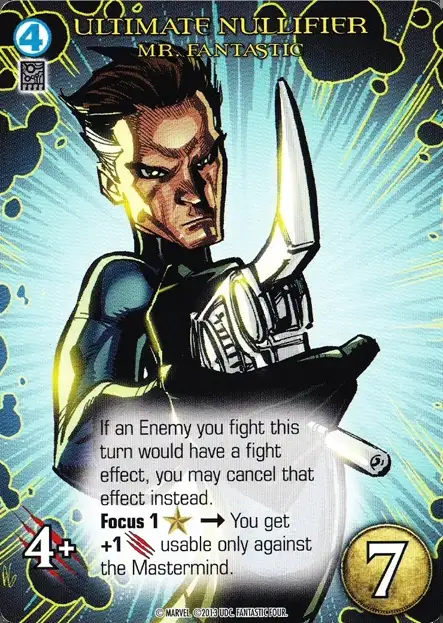 4
ULTIMATE NULLIFIER
MR. FANTASTIC
If an Enemy you fight this
turn would have a fight
effect, you may cancel that
effect instead.
Focus 1 ★ → You get
+1 usable only against
the Mastermind.
4+
7
© MARVEL. ©2013 UDC. FANTASTIC FOUR.